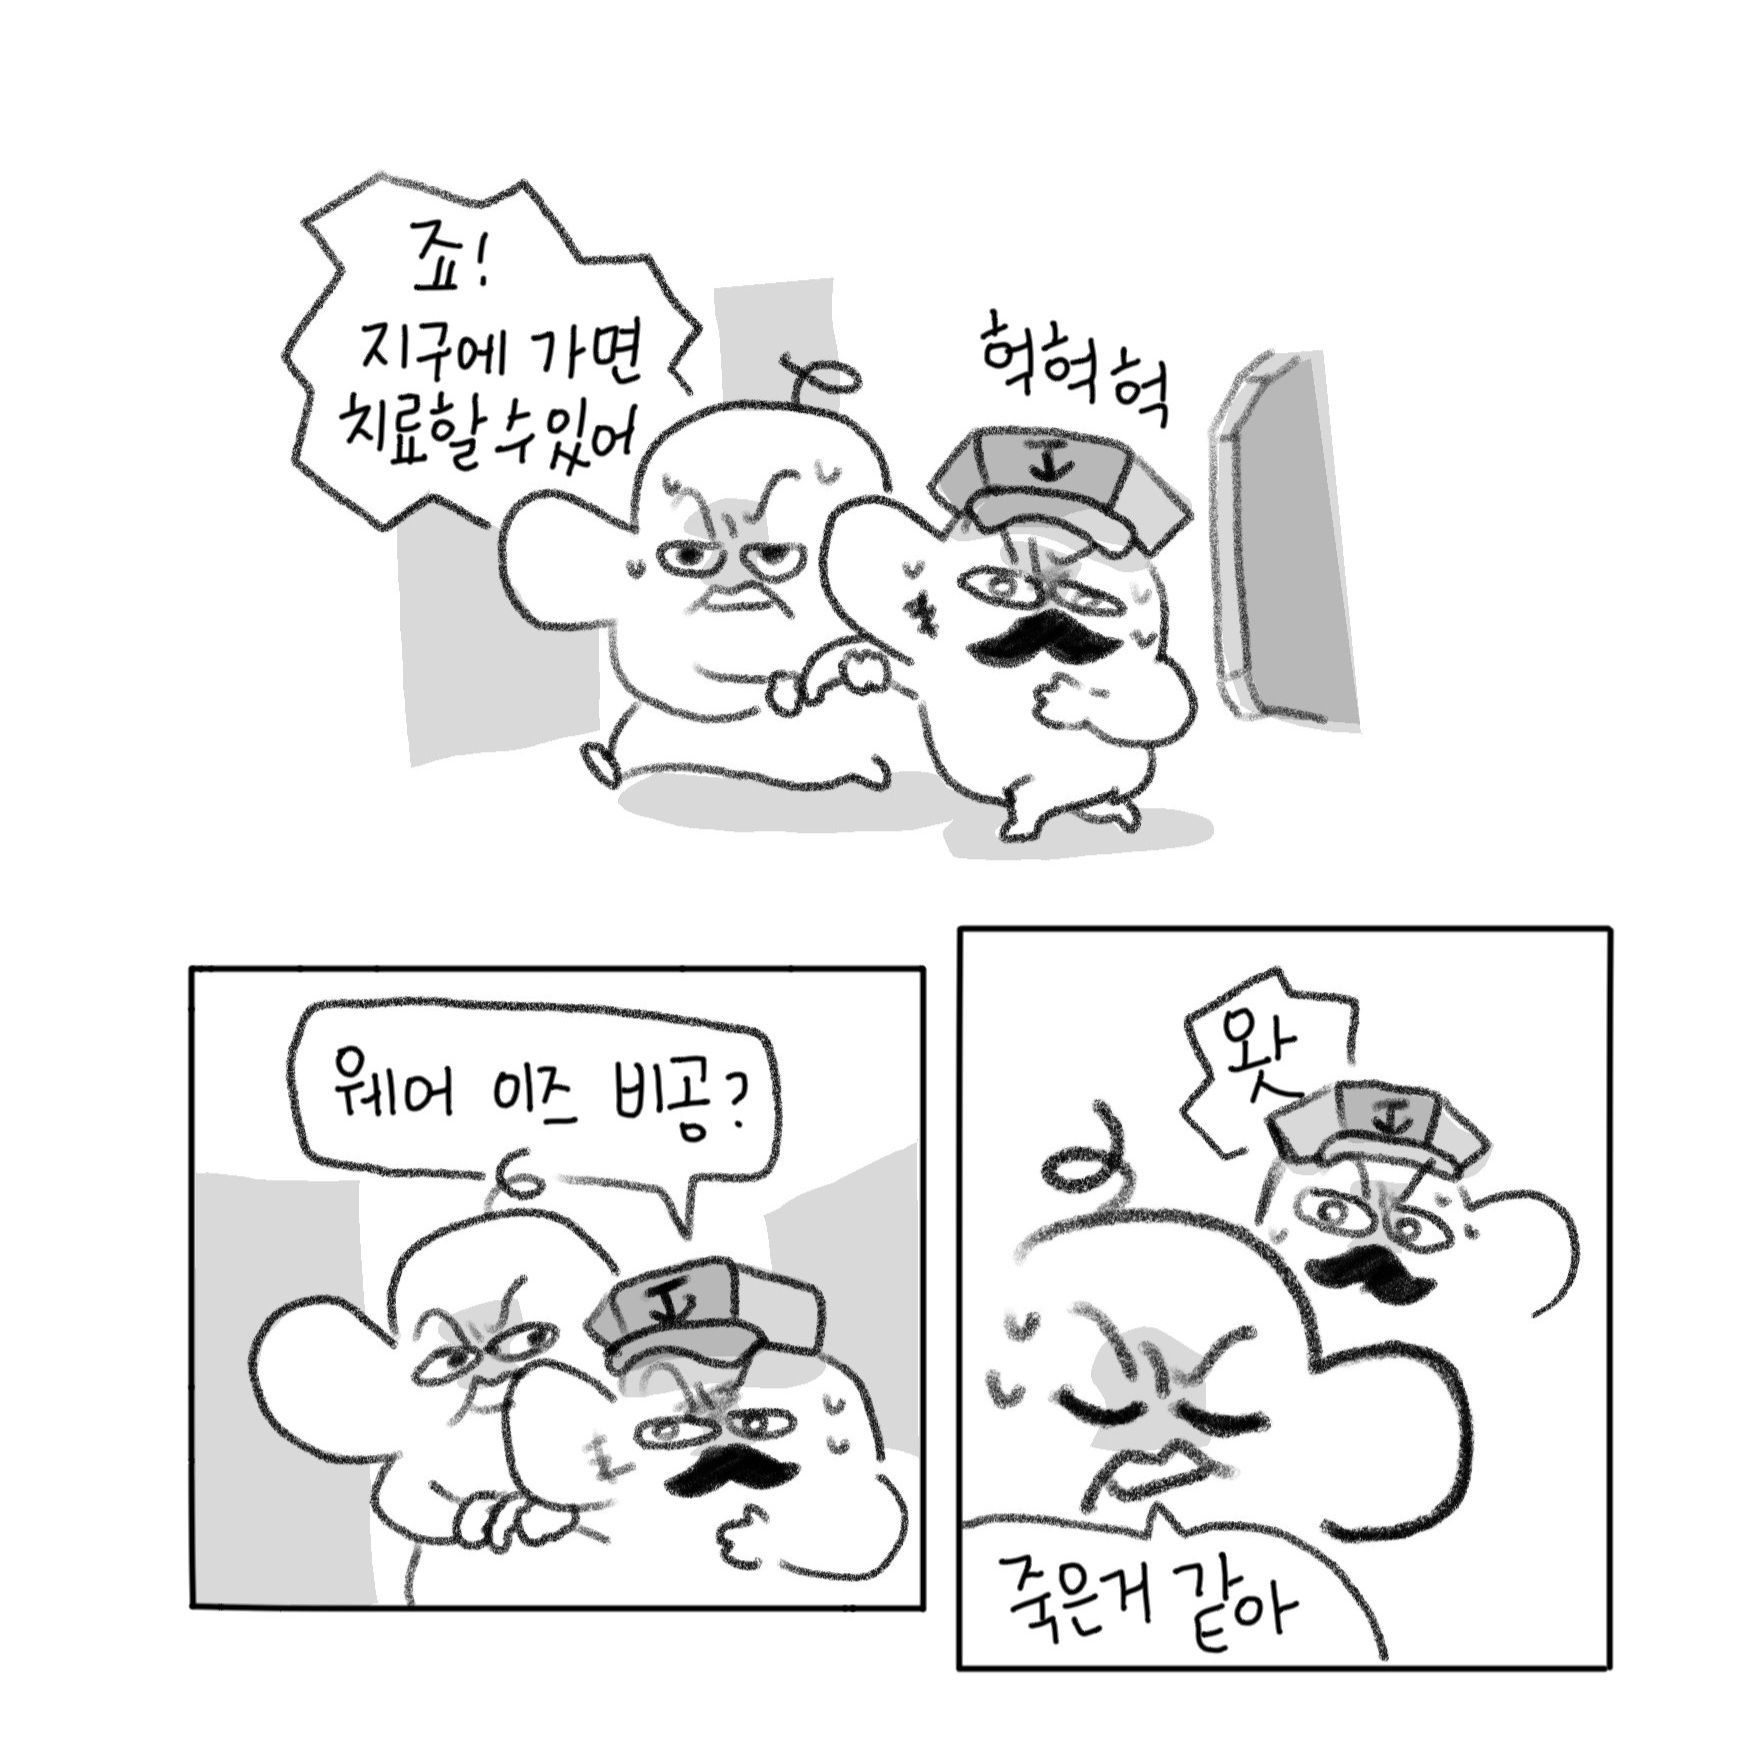 죠!
지구에 가면
치료할 수 있어
헉헉헉
웨어 이즈 비공?
왓
죽은거 같아